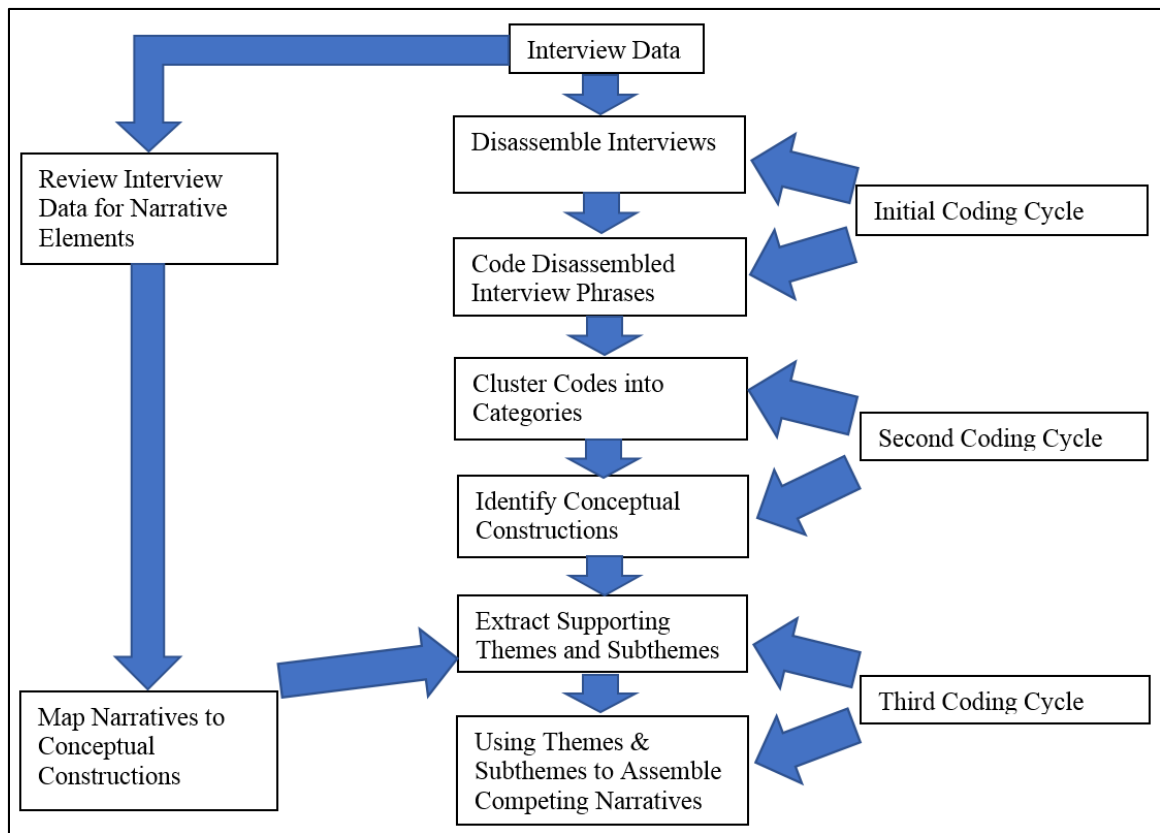 Interview Data
Disassemble Interviews
Review Interview
Data for Narrative
Elements
Initial Coding Cycle
Code Disassembled
Interview Phrases
Cluster Codes into
Categories
Second Coding Cycle
Identify Conceptual
Constructions
Extract Supporting
Themes and Subthemes
Map Narratives to
Conceptual
Constructions
Third Coding Cycle
Using Themes &
Subthemes to Assemble
Competing Narratives